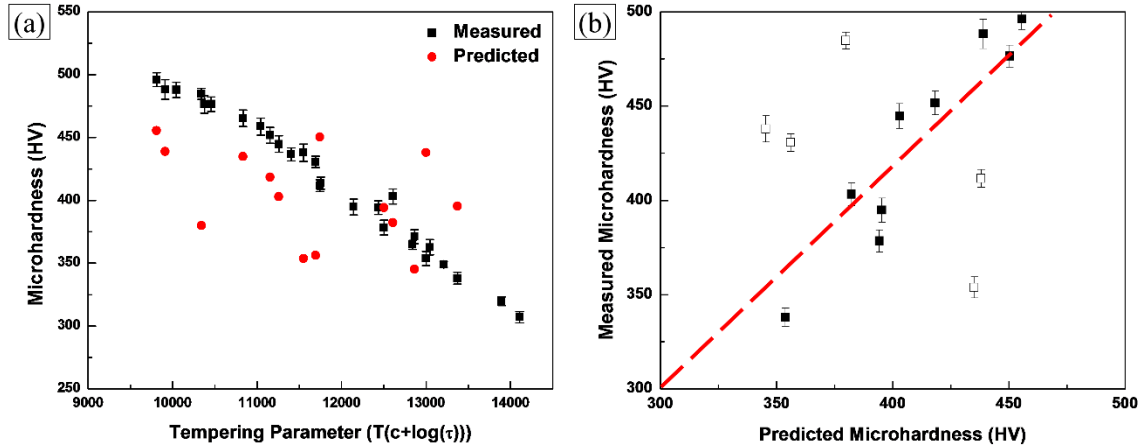 (a)
Measured
Predicted
500
450
400
350
300
250
Microhardness (HV)
9000 10000 11000 12000 13000 14000
Tempering Parameter (T(c+log(τ)))
(b)
500
450
400
350
300
Measured Microhardness (HV)
300 350 400 450 500
Predicted Microhardness (HV)